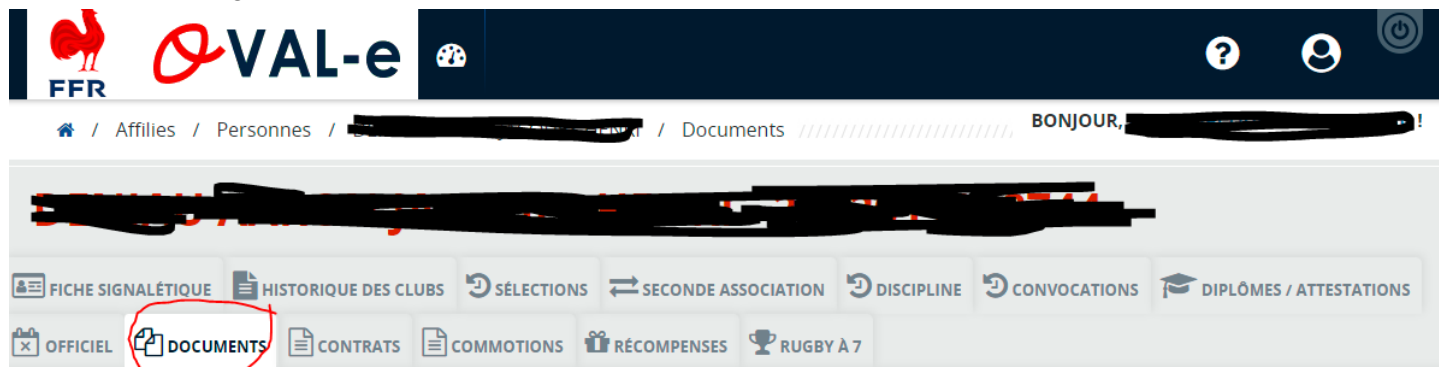 FFR OVAL-e
/ Affilies / Personnes / / Documents //////////////////////// BONJOUR, !
FICHE SIGNALÉTIQUE HISTORIQUE DES CLUBS SÉLECTIONS SECONDE ASSOCIATION DISCIPLINE CONVOCATIONS DIPLÔMES / ATTESTATIONS
OFFICIEL DOCUMENTS CONTRATS COMMOTIONS RÉCOMPENSES RUGBY À 7